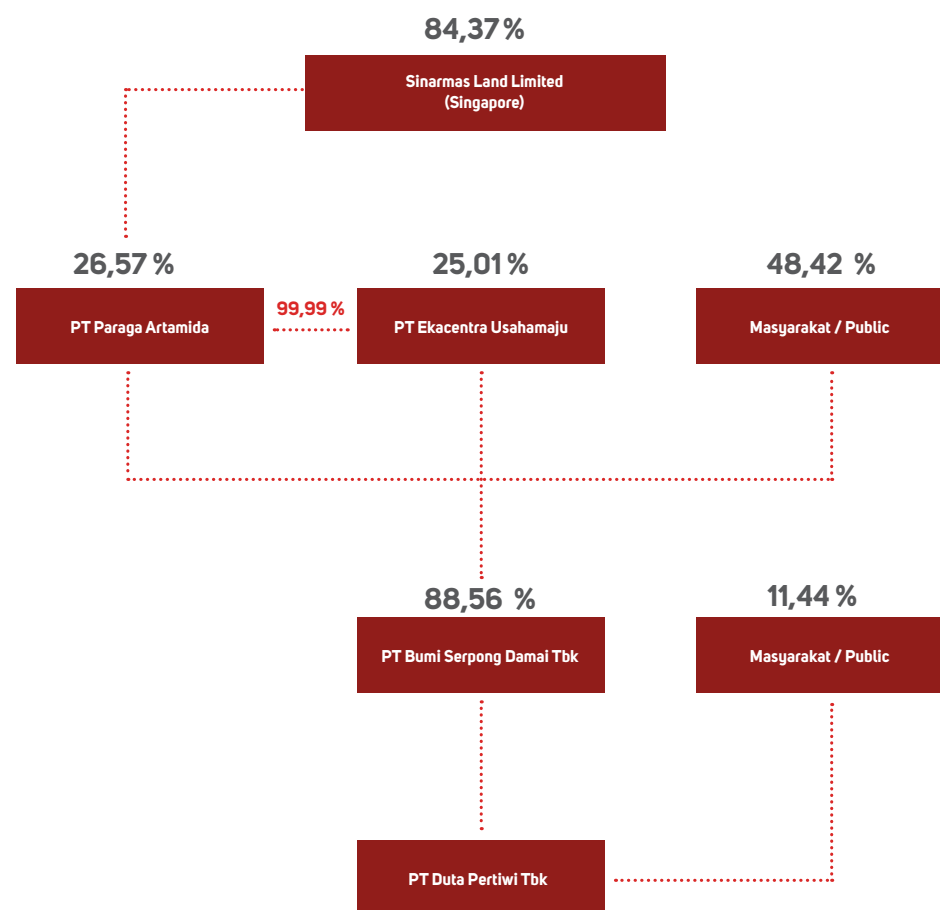 84,37 %
Sinarmas Land Limited
(Singapore)
26,57 %
25,01 %
48,42 %
PT Paraga Artamida
99,99 %
PT Ekacentra Usahamaju
Masyarakat / Public
88,56 %
11,44 %
PT Bumi Serpong Damai Tbk
Masyarakat / Public
PT Duta Pertiwi Tbk